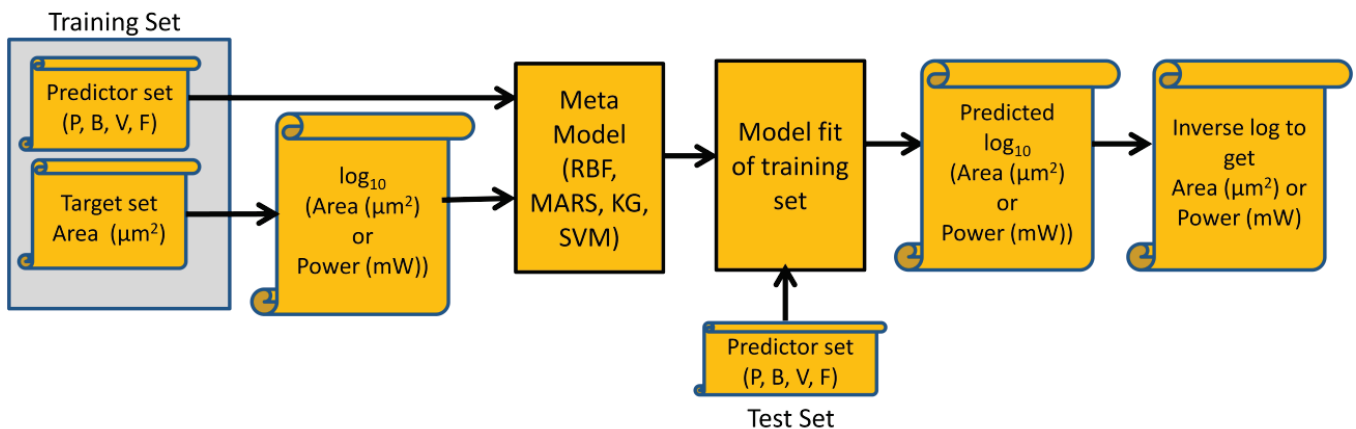 Training Set
Predictor set
(P, B, V, F)
Target set
Area (µm²)
log₁₀
(Area (µm²)
or
Power (mW))
Meta
Model
(RBF,
MARS, KG,
SVM)
Model fit
of training
set
Predictor set
(P, B, V, F)
Test Set
Predicted
log₁₀
(Area (µm²)
or
Power (mW))
Inverse log to
get
Area (µm²) or
Power (mW)